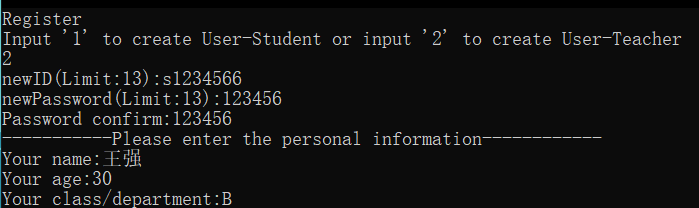 Register
Input '1' to create User-Student or input '2' to create User-Teacher
2
newID(Limit:13):s1234566
newPassword(Limit:13):123456
Password confirm:123456
-----------Please enter the personal information------------
Your name:王强
Your age:30
Your class/department:B